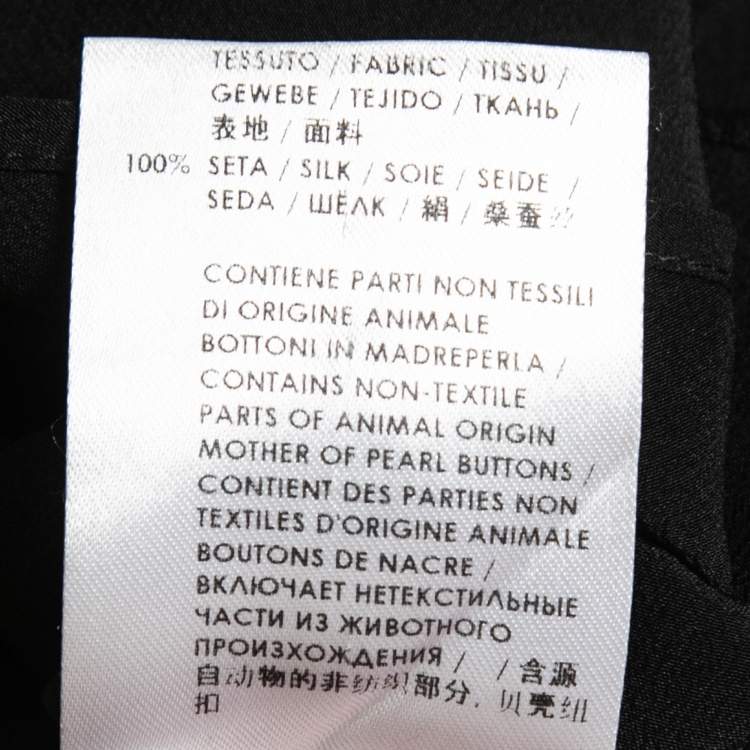 TESSUTO / FABRIC / TISSU /
GEWEBE / TEJIDO / ТКАНЬ /
表地 / 面料
100% SETA / SILK / SOIE / SEIDE /
SEDA / ШЁЛК / 絹 / 桑蚕丝
CONTIENE PARTI NON TESSILI
DI ORIGINE ANIMALE
BOTTONI IN MADREPERLA /
CONTAINS NON-TEXTILE
PARTS OF ANIMAL ORIGIN
MOTHER OF PEARL BUTTONS /
CONTIENT DES PARTIES NON
TEXTILES D'ORIGINE ANIMALE
BOUTONS DE NACRE /
ВКЛЮЧАЕТ НЕТЕКСТИЛЬНЫЕ
ЧАСТИ ИЗ ЖИВОТНОГО
ПРОИЗХОЖДЕНИЯ / / 含源
自动物的非纺织部分, 贝壳纽
扣